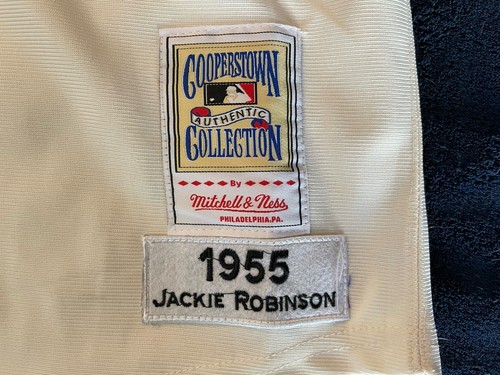 COOPERSTOWN
AUTHENTIC
COLLECTION
By
Mitchell & Ness
PHILADELPHIA, PA.
1955
JACKIE ROBINSON